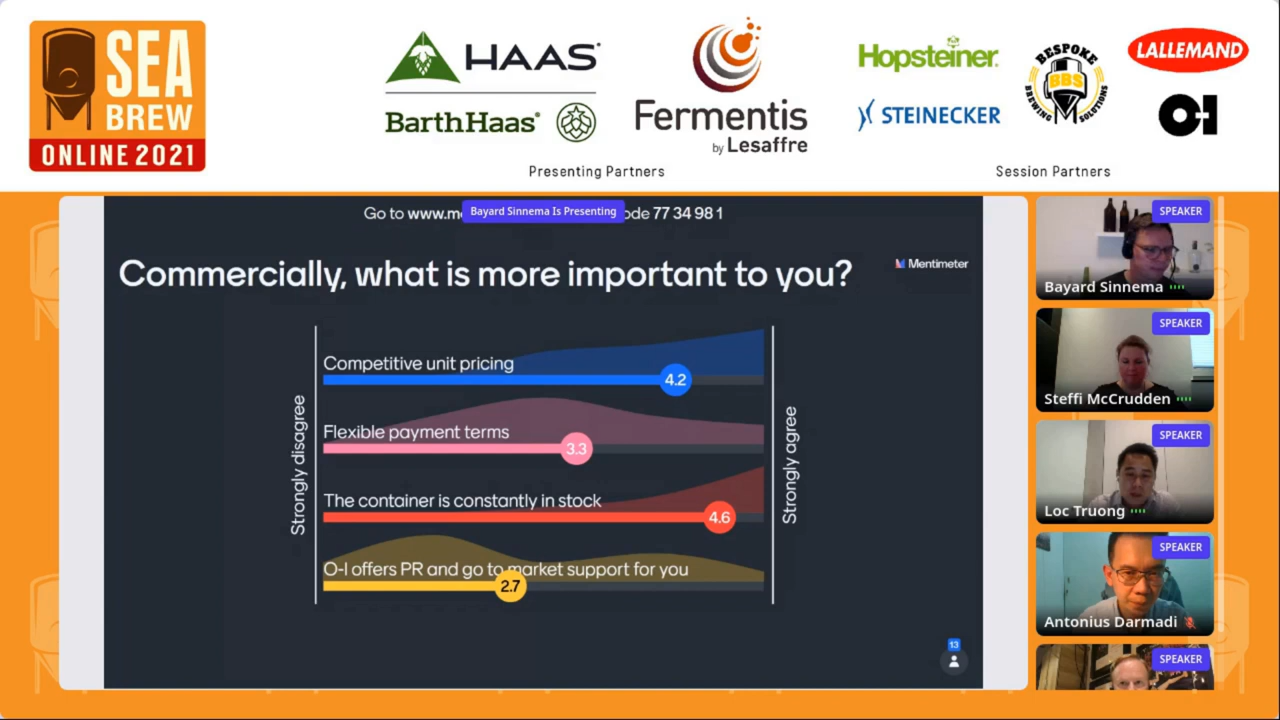 SEA
BREW
ONLINE 2021
HAAS®
BarthHaas®
Fermentis
by Lesaffre
Hopsteiner®
STEINECKER
BESPOKE
BBS
BREWING SOLUTIONS
LALLEMAND
O-I
Presenting Partners
Session Partners
Go to www.m
Bayard Sinnema Is Presenting
ode 77 34 98 1
Commercially, what is more important to you?
Mentimeter
Strongly disagree
Competitive unit pricing
4.2
Flexible payment terms
3.3
The container is constantly in stock
4.6
O-I offers PR and go to market support for you
2.7
Strongly agree
13
SPEAKER
Bayard Sinnema
SPEAKER
Steffi McCrudden
SPEAKER
Loc Truong
SPEAKER
Antonius Darmadi
SPEAKER